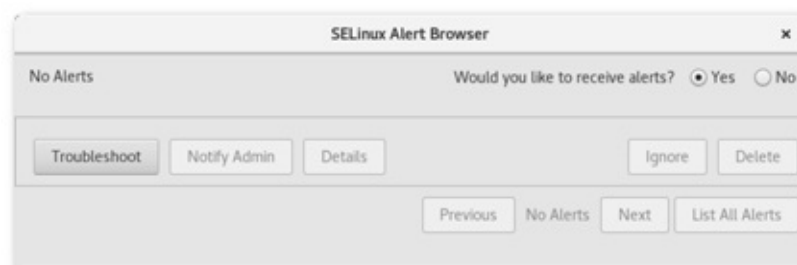 SELinux Alert Browser ×
No Alerts Would you like to receive alerts? Yes No
Troubleshoot Notify Admin Details Ignore Delete
Previous No Alerts Next List All Alerts